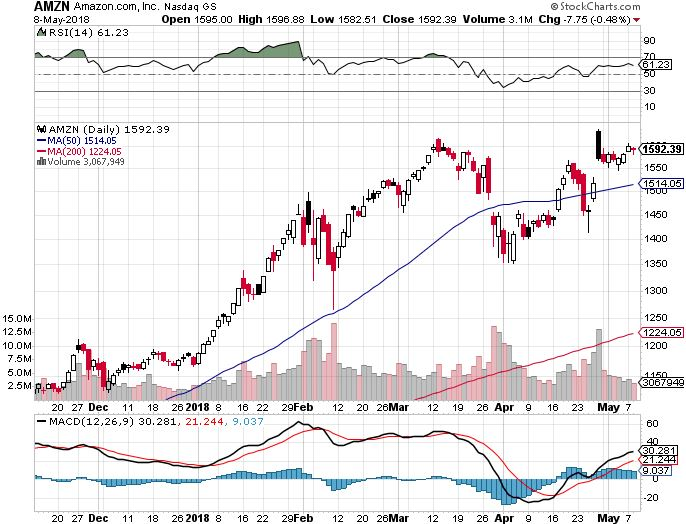 AMZN Amazon.com, Inc. Nasdaq GS © StockCharts.com
8-May-2018 Open 1595.00 High 1596.88 Low 1582.51 Close 1592.39 Volume 3.1M Chg -7.75 (-0.48%)
RSI(14) 61.23
90
70
61.23
50
30
10
AMZN (Daily) 1592.39
MA(50) 1514.05
MA(200) 1224.05
Volume 3,067,949
1592.39
1550
1514.05
1500
1450
1400
1350
1300
1250
1224.05
1200
3067949
15.0M
12.5M
10.0M
7.5M
5.0M
2.5M
20 27 Dec 11 18 26 2018 8 16 22 29 Feb 12 20 26 Mar 12 19 26 Apr 9 16 23 May 7
MACD(12,26,9) 30.281, 21.244, 9.037
60
40
30.281
21.244
9.037
0
-20
20 27 Dec 11 18 26 2018 8 16 22 29 Feb 12 20 26 Mar 12 19 26 Apr 9 16 23 May 7